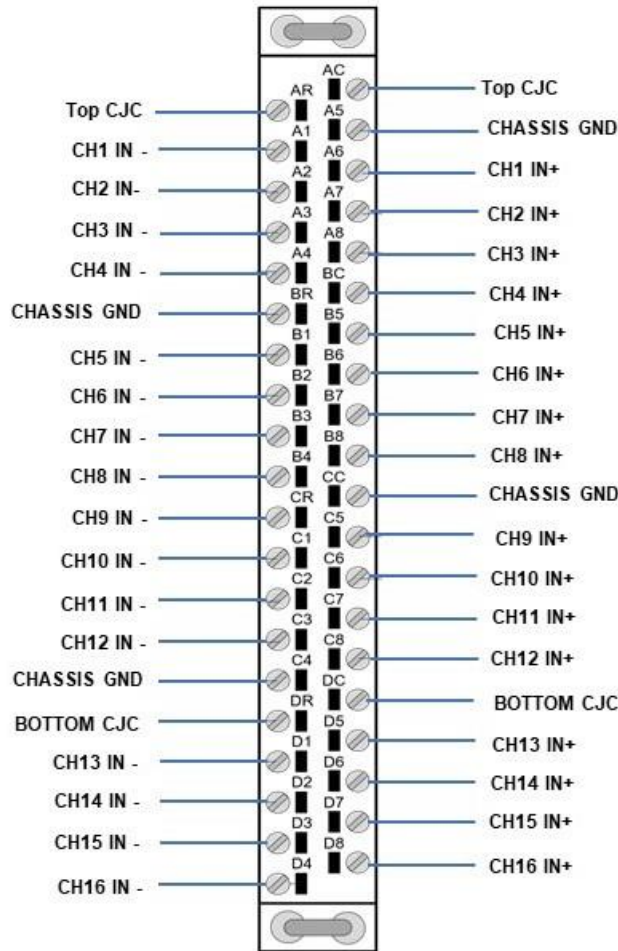 AC
Top CJC
AR
Top CJC
A5
CHASSIS GND
A1
CH1 IN -
A6
CH1 IN+
A2
CH2 IN-
A7
CH2 IN+
A3
CH3 IN -
A8
CH3 IN+
A4
CH4 IN -
BC
CH4 IN+
BR
CHASSIS GND
B5
CH5 IN+
B1
CH5 IN -
B6
CH6 IN+
B2
CH6 IN -
B7
CH7 IN+
B3
CH7 IN -
B8
CH8 IN+
B4
CH8 IN -
CC
CHASSIS GND
CR
CH9 IN -
C5
CH9 IN+
C1
CH10 IN -
C6
CH10 IN+
C2
CH11 IN -
C7
CH11 IN+
C3
CH12 IN -
C8
CH12 IN+
C4
CHASSIS GND
DC
BOTTOM CJC
DR
BOTTOM CJC
D5
CH13 IN+
D1
CH13 IN -
D6
CH14 IN+
D2
CH14 IN -
D7
CH15 IN+
D3
CH15 IN -
D8
CH16 IN+
D4
CH16 IN -